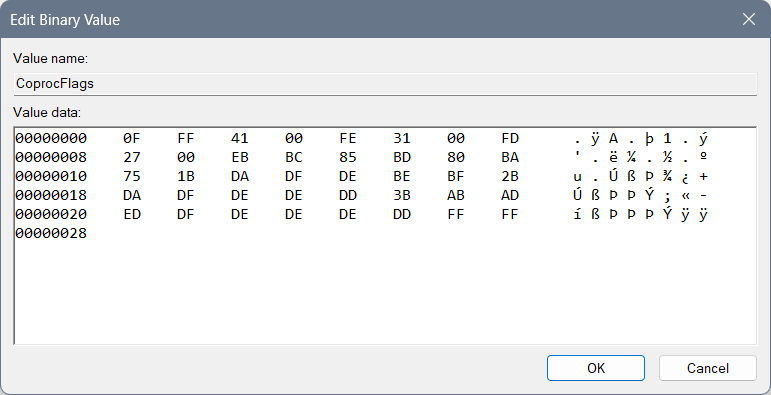 Edit Binary Value
Value name:
CoprocFlags
Value data:
00000000 0F FF 41 00 FE 31 00 FD . ÿ A . þ 1 . ý
00000008 27 00 EB BC 85 BD 80 BA ' . ë ¼ . ½ . º
00000010 75 1B DA DF DE BE BF 2B u . Ú ß Þ ¾ ¿ +
00000018 DA DF DE DE DD 3B AB AD Ú ß Þ Þ Ý ; « -
00000020 ED DF DE DE DE DD FF FF í ß Þ Þ Þ Ý ÿ ÿ
00000028
OK Cancel